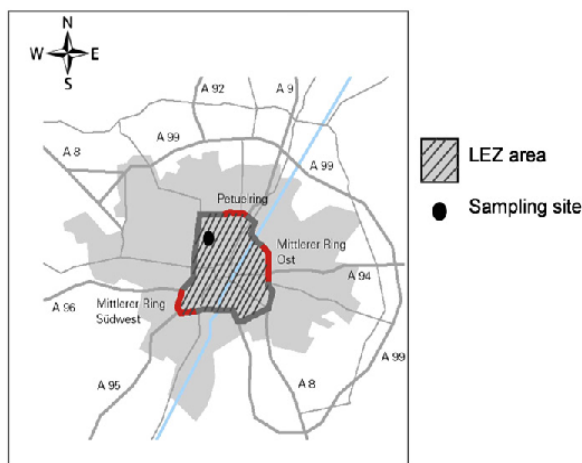 N
W E
S
A 92
A 9
A 99
A 8
A 99
Petuelring
Mittlerer Ring
Ost
A 94
Mittlerer Ring
Südwest
A 96
A 99
A 95
A 8
LEZ area
Sampling site